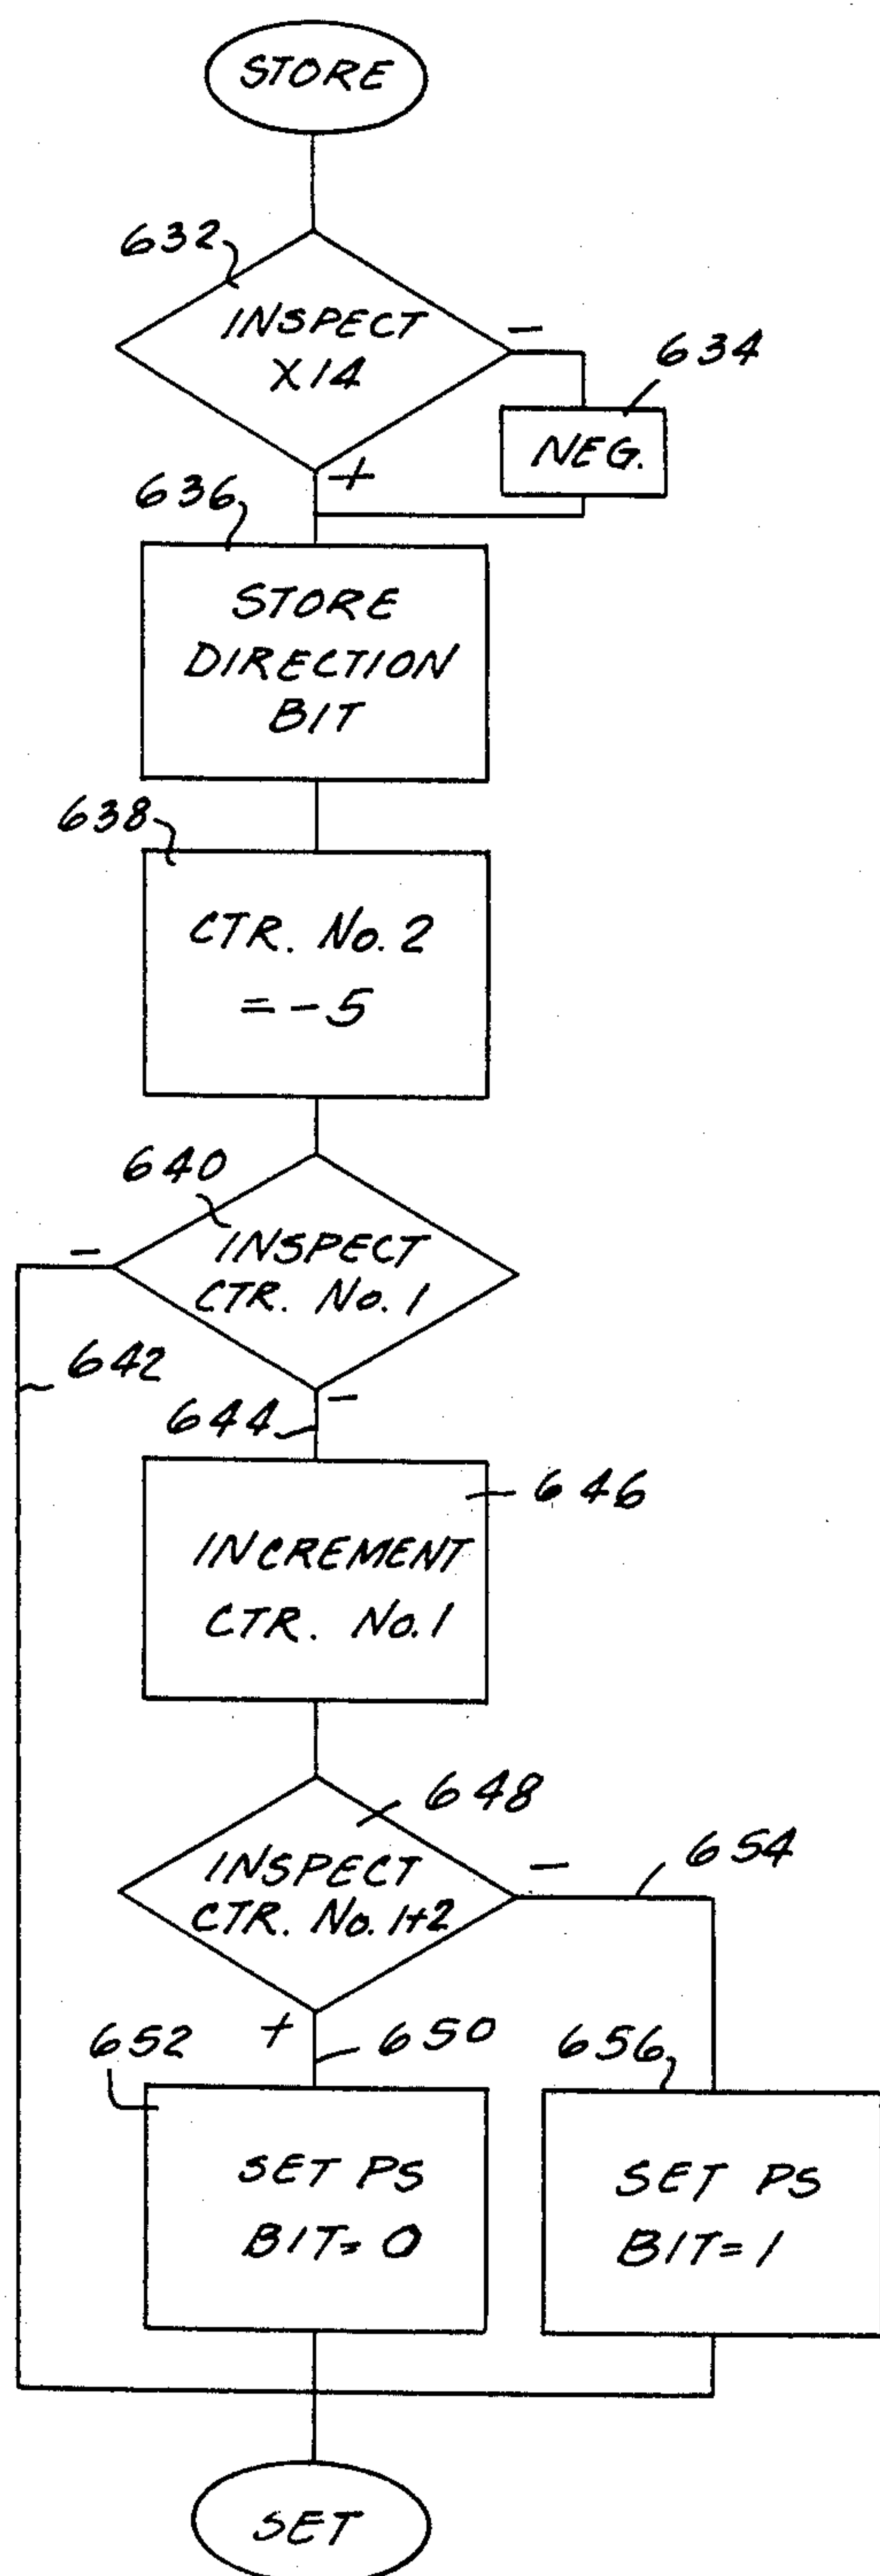 STORE
632
INSPECT
X14
-
634
NEG.
+
636
STORE
DIRECTION
BIT
638
CTR. No. 2
= -5
640
INSPECT
CTR. No. 1
-
642
-
644
646
INCREMENT
CTR. No. 1
648
INSPECT
CTR. No. 1+2
-
654
+
650
652
656
SET PS
BIT= 0
SET PS
BIT= 1
SET